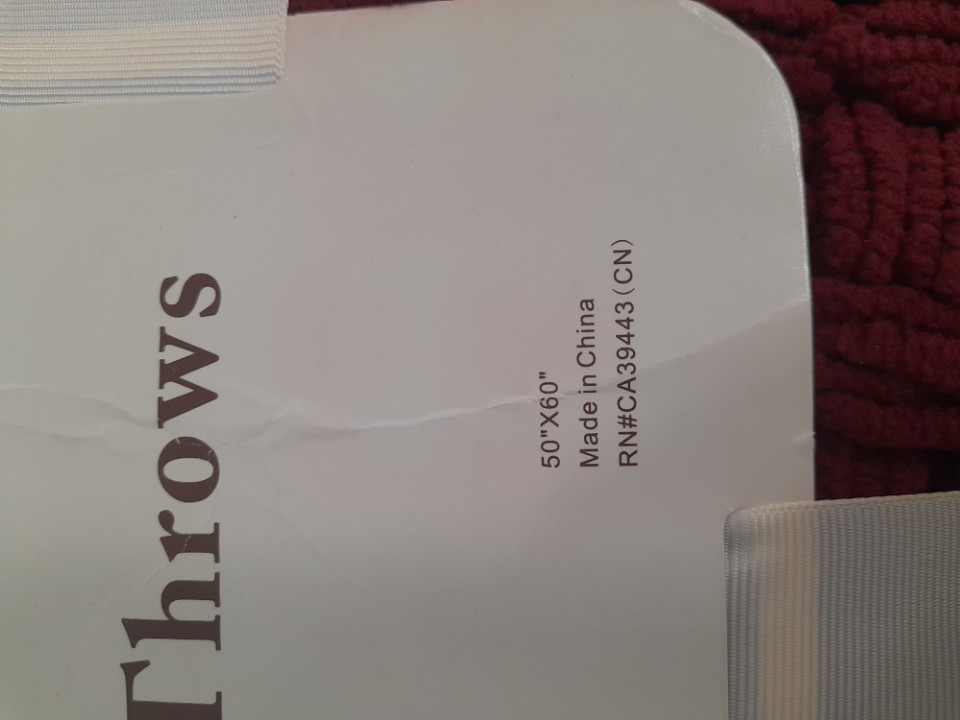 Throws
50"X60"
Made in China
RN#CA39443(CN)